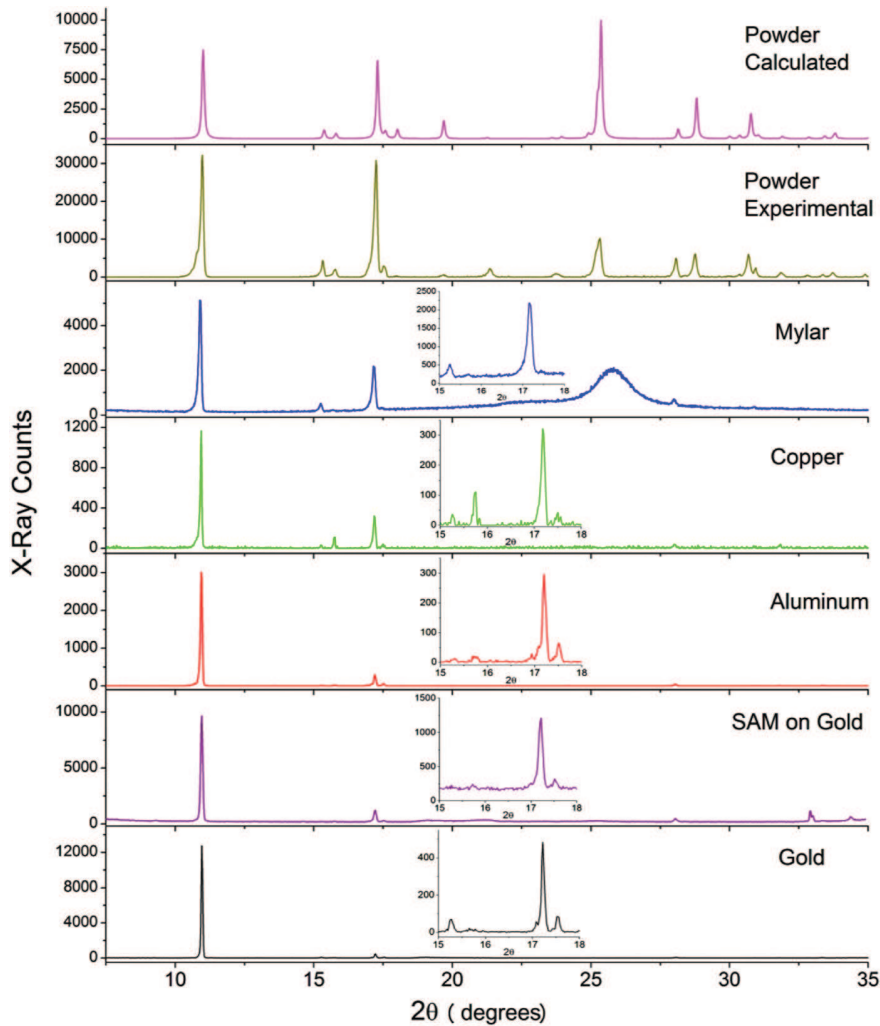 10000
7500
5000
2500
0
Powder
Calculated
30000
20000
10000
0
Powder
Experimental
4000
2000
0
2500
2000
1500
1000
500
0
15 16 17 18
2θ
Mylar
1200
800
400
0
300
200
100
0
15 16 17 18
2θ
Copper
3000
2000
1000
0
300
200
100
0
15 16 17 18
2θ
Aluminum
10000
5000
0
1500
1000
500
0
15 16 17 18
2θ
SAM on Gold
12000
8000
4000
0
400
200
0
15 16 17 18
2θ
Gold
X-Ray Counts
10 15 20 25 30 35
2θ ( degrees)